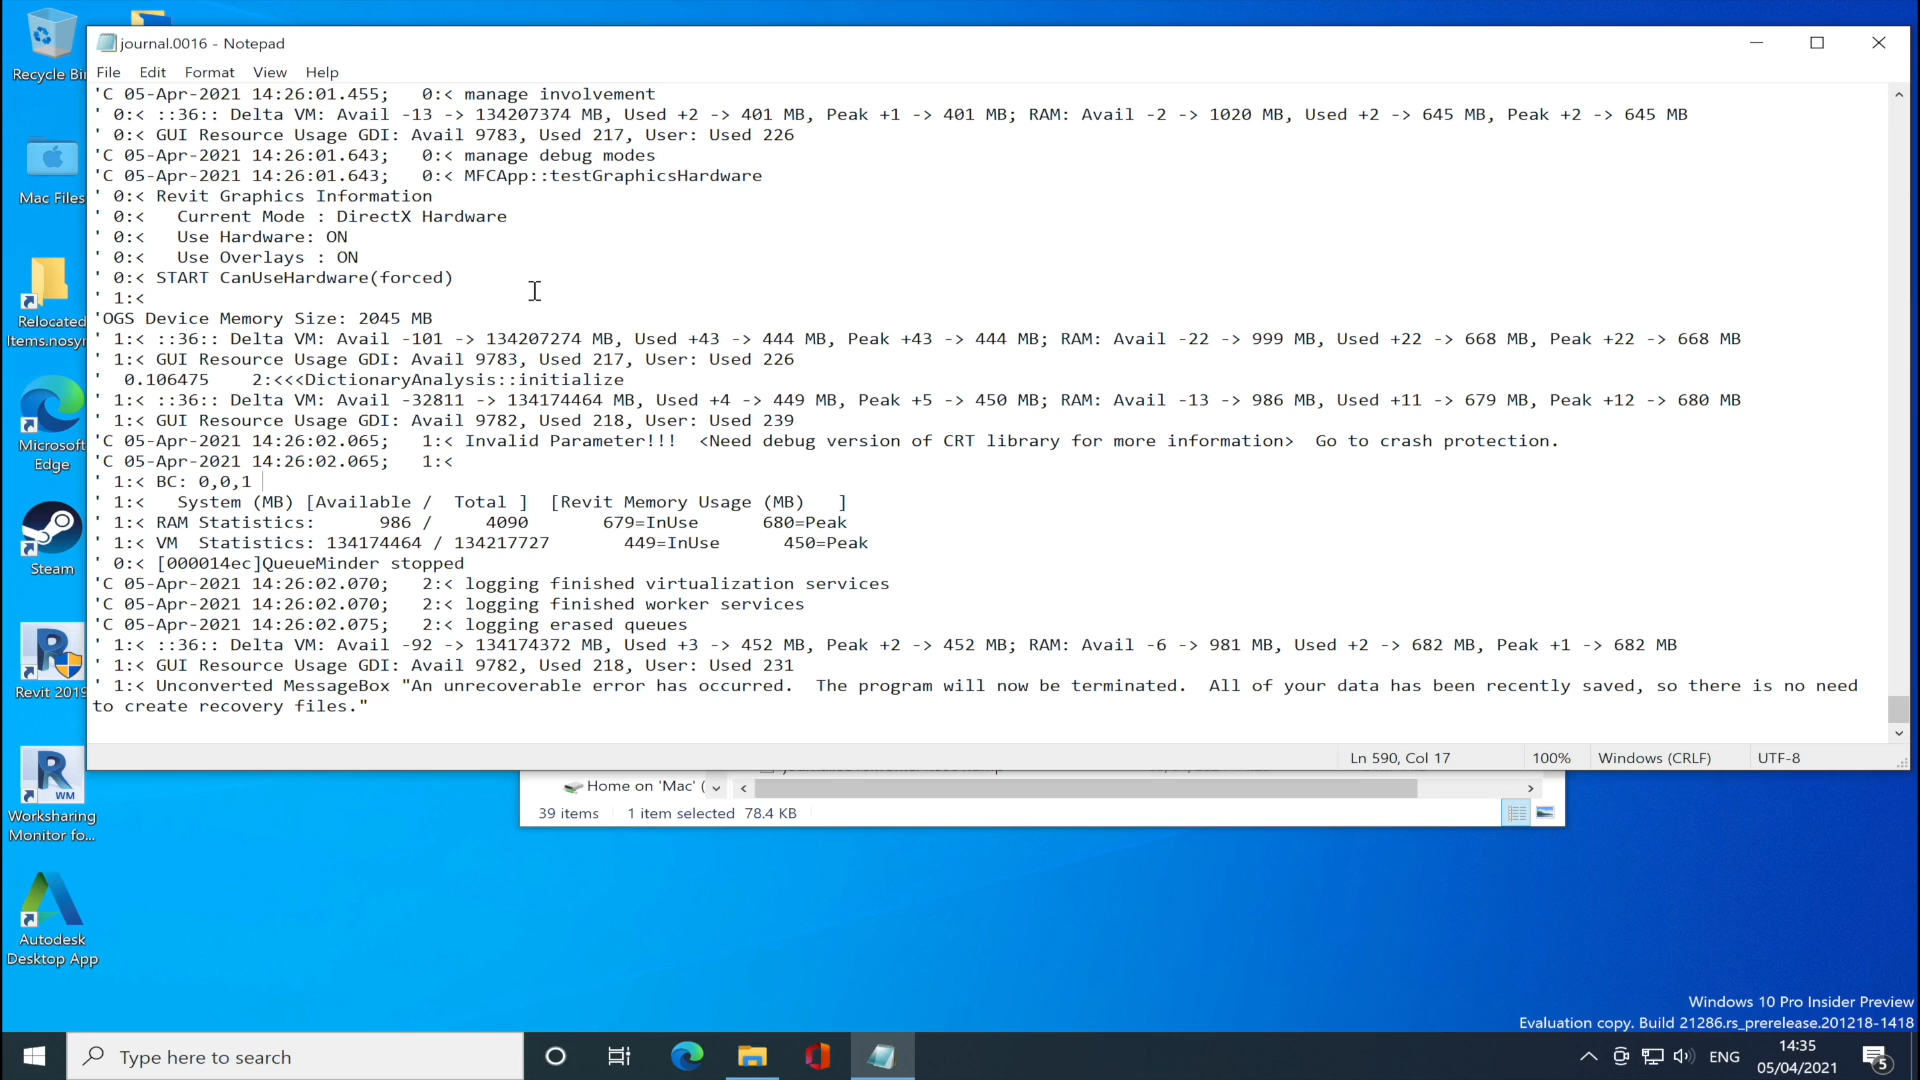 Recycle Bin
journal.0016 - Notepad
File Edit Format View Help
'C 05-Apr-2021 14:26:01.455;   0:< manage involvement
' 0:< ::36:: Delta VM: Avail -13 -> 134207374 MB, Used +2 -> 401 MB, Peak +1 -> 401 MB; RAM: Avail -2 -> 1020 MB, Used +2 -> 645 MB, Peak +2 -> 645 MB
' 0:< GUI Resource Usage GDI: Avail 9783, Used 217, User: Used 226
'C 05-Apr-2021 14:26:01.643;   0:< manage debug modes
'C 05-Apr-2021 14:26:01.643;   0:< MFCApp::testGraphicsHardware
' 0:< Revit Graphics Information
' 0:<   Current Mode : DirectX Hardware
' 0:<   Use Hardware: ON
' 0:<   Use Overlays : ON
' 0:< START CanUseHardware(forced)
' 1:<
'OGS Device Memory Size: 2045 MB
' 1:< ::36:: Delta VM: Avail -101 -> 134207274 MB, Used +43 -> 444 MB, Peak +43 -> 444 MB; RAM: Avail -22 -> 999 MB, Used +22 -> 668 MB, Peak +22 -> 668 MB
' 1:< GUI Resource Usage GDI: Avail 9783, Used 217, User: Used 226
'  0.106475    2:<<<DictionaryAnalysis::initialize
' 1:< ::36:: Delta VM: Avail -32811 -> 134174464 MB, Used +4 -> 449 MB, Peak +5 -> 450 MB; RAM: Avail -13 -> 986 MB, Used +11 -> 679 MB, Peak +12 -> 680 MB
' 1:< GUI Resource Usage GDI: Avail 9782, Used 218, User: Used 239
'C 05-Apr-2021 14:26:02.065;   1:< Invalid Parameter!!!  <Need debug version of CRT library for more information>  Go to crash protection.
'C 05-Apr-2021 14:26:02.065;   1:<
' 1:< BC: 0,0,1
' 1:<   System (MB) [Available /  Total ]  [Revit Memory Usage (MB)   ]
' 1:< RAM Statistics:      986 /     4090     679=InUse      680=Peak
' 1:< VM  Statistics: 134174464 / 134217727       449=InUse      450=Peak
' 0:< [000014ec]QueueMinder stopped
'C 05-Apr-2021 14:26:02.070;   2:< logging finished virtualization services
'C 05-Apr-2021 14:26:02.070;   2:< logging finished worker services
'C 05-Apr-2021 14:26:02.075;   2:< logging erased queues
' 1:< ::36:: Delta VM: Avail -92 -> 134174372 MB, Used +3 -> 452 MB, Peak +2 -> 452 MB; RAM: Avail -6 -> 981 MB, Used +2 -> 682 MB, Peak +1 -> 682 MB
' 1:< GUI Resource Usage GDI: Avail 9782, Used 218, User: Used 231
' 1:< Unconverted MessageBox "An unrecoverable error has occurred.  The program will now be terminated.  All of your data has been recently saved, so there is no need
to create recovery files."
Ln 590, Col 17 100% Windows (CRLF) UTF-8
Mac Files
Relocated
Items.nosyn
Microsoft
Edge
Steam
Revit 2019
WM
Worksharing
Monitor fo...
Autodesk
Desktop App
Home on 'Mac' (
39 items 1 item selected 78.4 KB
Windows 10 Pro Insider Preview
Evaluation copy. Build 21286.rs_prerelease.201218-1418
Type here to search
ENG
14:35
05/04/2021
5